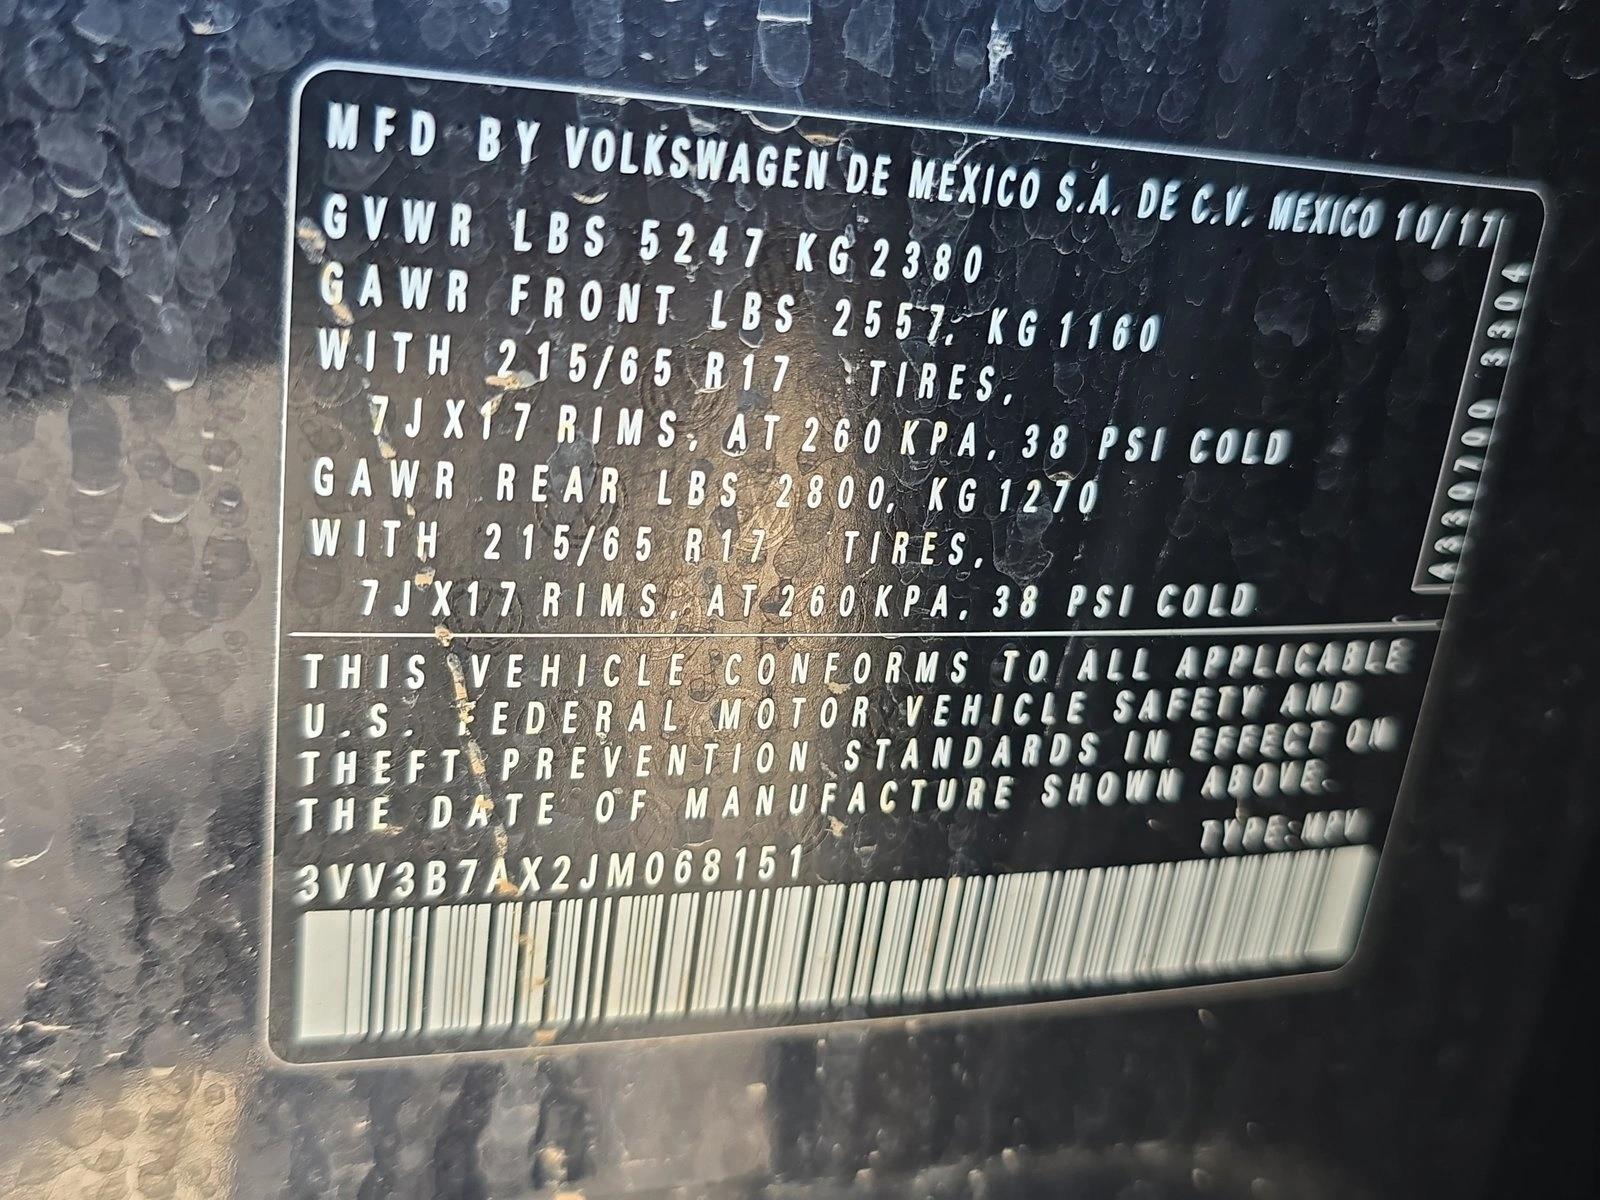 MFD BY VOLKSWAGEN DE MEXICO S.A. DE C.V. MEXICO 10/17
GVWR LBS 5247 KG 2380
GAWR FRONT LBS 2557, KG 1160
WITH 215/65 R17 TIRES,
7JX17 RIMS, AT 260 KPA, 38 PSI COLD
GAWR REAR LBS 2800, KG 1270
WITH 215/65 R17 TIRES,
7JX17 RIMS, AT 260 KPA, 38 PSI COLD
A330700 3304
THIS VEHICLE CONFORMS TO ALL APPLICABLE
U.S. FEDERAL MOTOR VEHICLE SAFETY AND
THEFT PREVENTION STANDARDS IN EFFECT ON
THE DATE OF MANUFACTURE SHOWN ABOVE.
TYPE: MPV
3VV3B7AX2JM068151